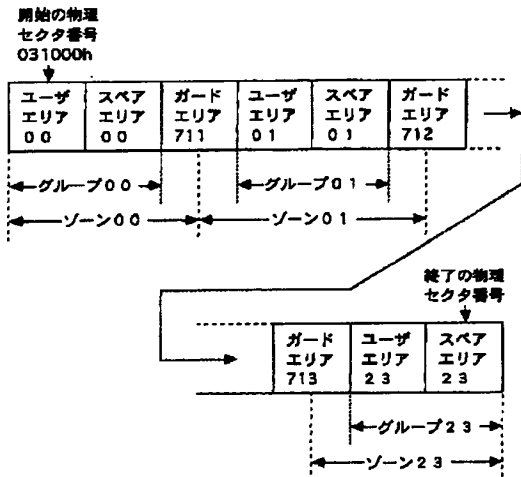 開始の物理
セクタ番号
031000h
ユーザ
エリア
00
スペア
エリア
00
ガード
エリア
711
ユーザ
エリア
01
スペア
エリア
01
ガード
エリア
712
グループ00
グループ01
ゾーン00
ゾーン01
終了の物理
セクタ番号
ガード
エリア
713
ユーザ
エリア
23
スペア
エリア
23
グループ23
ゾーン23